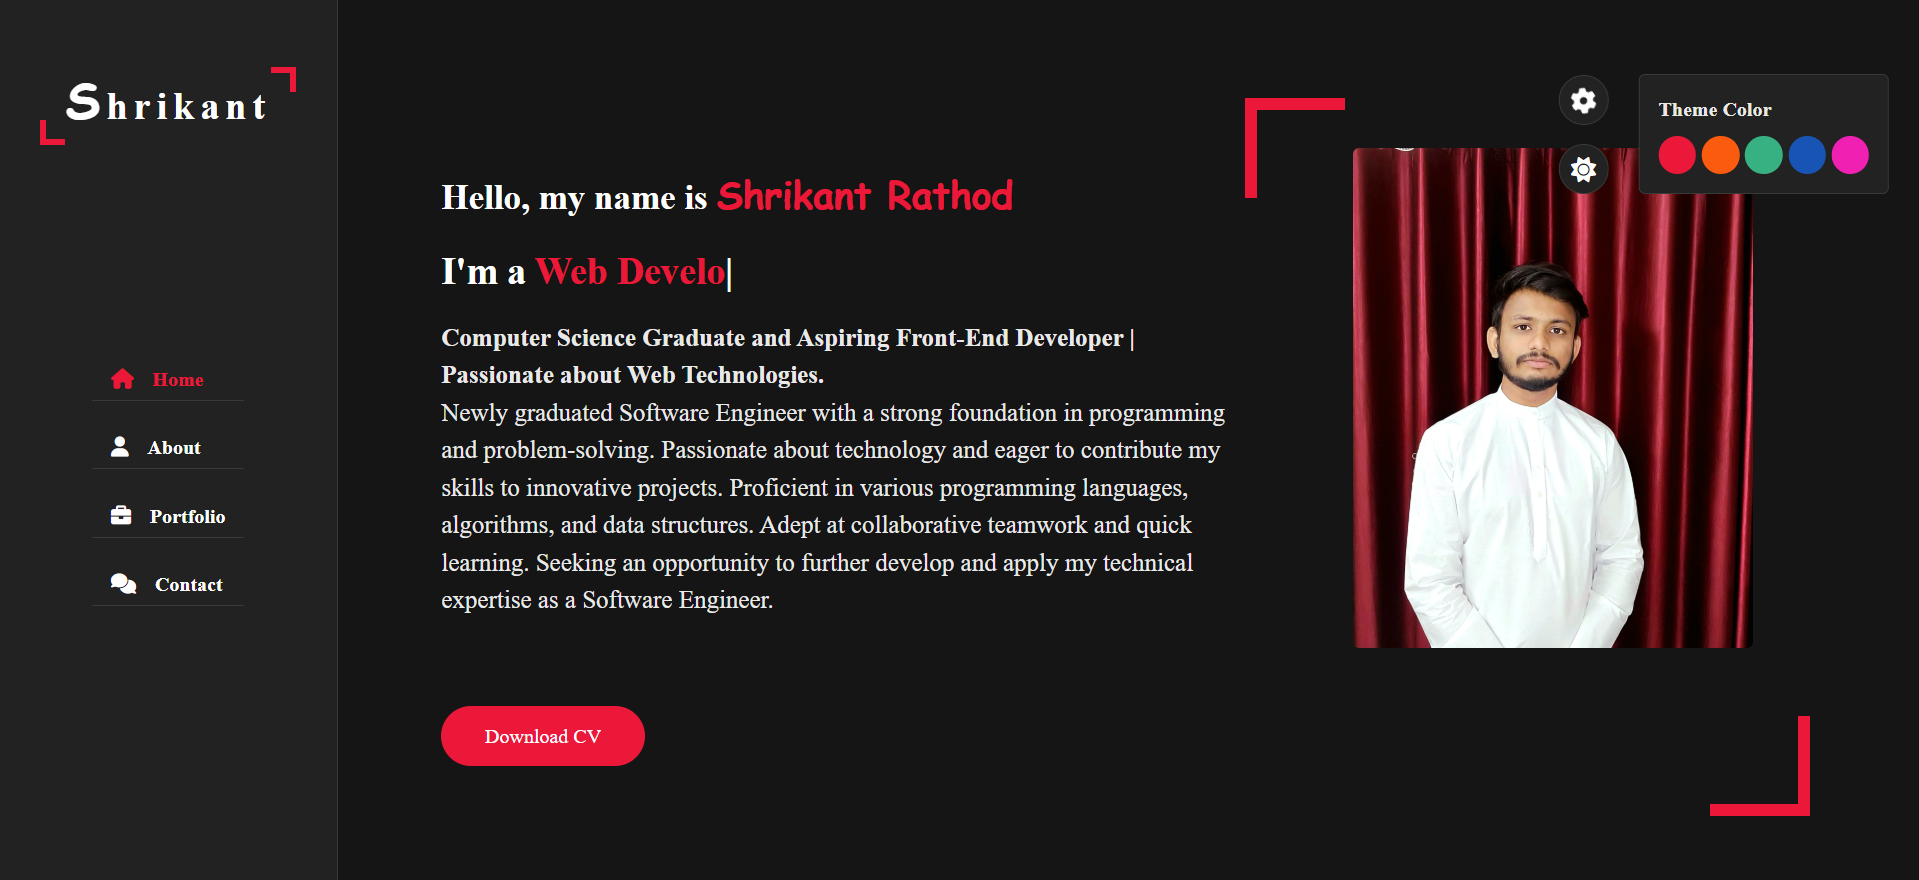 Shrikant
Home
About
Portfolio
Contact
Hello, my name is Shrikant Rathod
I'm a Web Develo|
Computer Science Graduate and Aspiring Front-End Developer |
Passionate about Web Technologies.
Newly graduated Software Engineer with a strong foundation in programming
and problem-solving. Passionate about technology and eager to contribute my
skills to innovative projects. Proficient in various programming languages,
algorithms, and data structures. Adept at collaborative teamwork and quick
learning. Seeking an opportunity to further develop and apply my technical
expertise as a Software Engineer.
Download CV
Theme Color